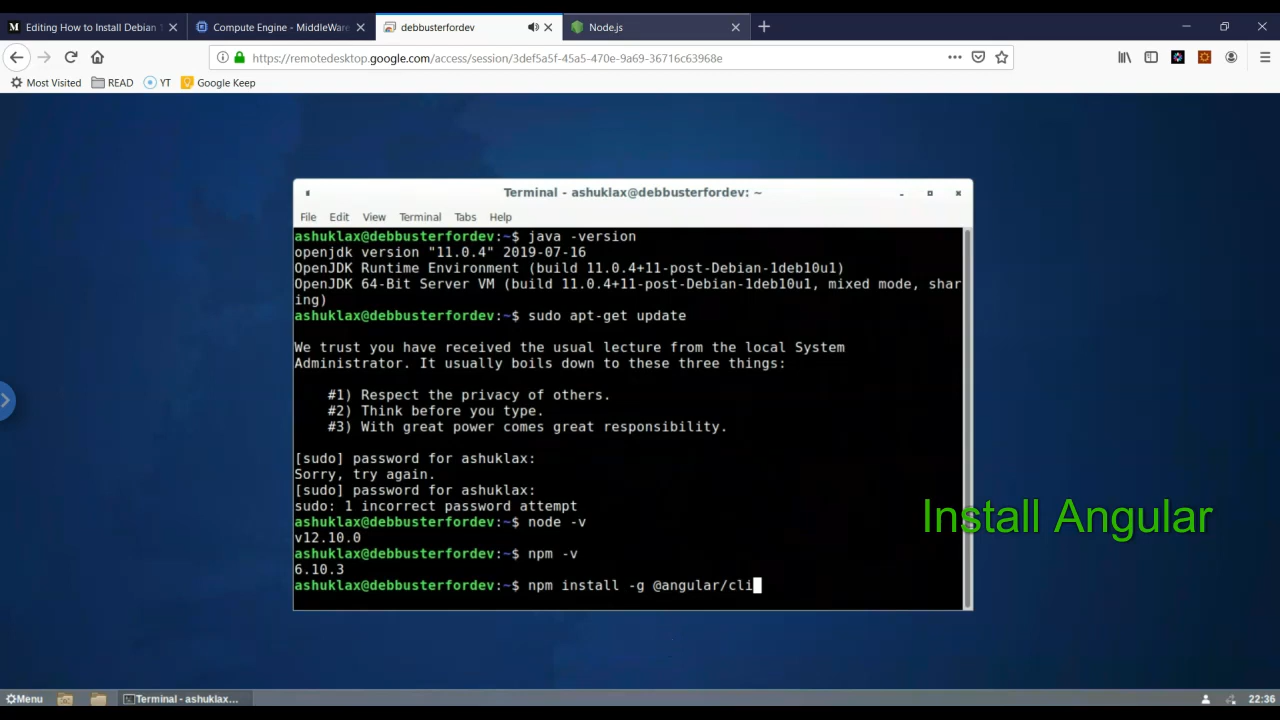 Editing How to Install Debian 1
Compute Engine - MiddleWare
debbusterfordev
Node.js
https://remotedesktop.google.com/access/session/3def5a5f-45a5-470e-9a69-36716c63968e
Most Visited
READ
YT
Google Keep
Terminal - ashuklax@debbusterfordev: ~
File Edit View Terminal Tabs Help
ashuklax@debbusterfordev:~$ java -version
openjdk version "11.0.4" 2019-07-16
OpenJDK Runtime Environment (build 11.0.4+11-post-Debian-1deb10u1)
OpenJDK 64-Bit Server VM (build 11.0.4+11-post-Debian-1deb10u1, mixed mode, shar
ing)
ashuklax@debbusterfordev:~$ sudo apt-get update
We trust you have received the usual lecture from the local System
Administrator. It usually boils down to these three things:
#1) Respect the privacy of others.
#2) Think before you type.
#3) With great power comes great responsibility.
[sudo] password for ashuklax:
Sorry, try again.
[sudo] password for ashuklax:
sudo: 1 incorrect password attempt
ashuklax@debbusterfordev:~$ node -v
v12.10.0
ashuklax@debbusterfordev:~$ npm -v
6.10.3
ashuklax@debbusterfordev:~$ npm install -g @angular/cli
Install Angular
Menu
Terminal - ashuklax...
22:36